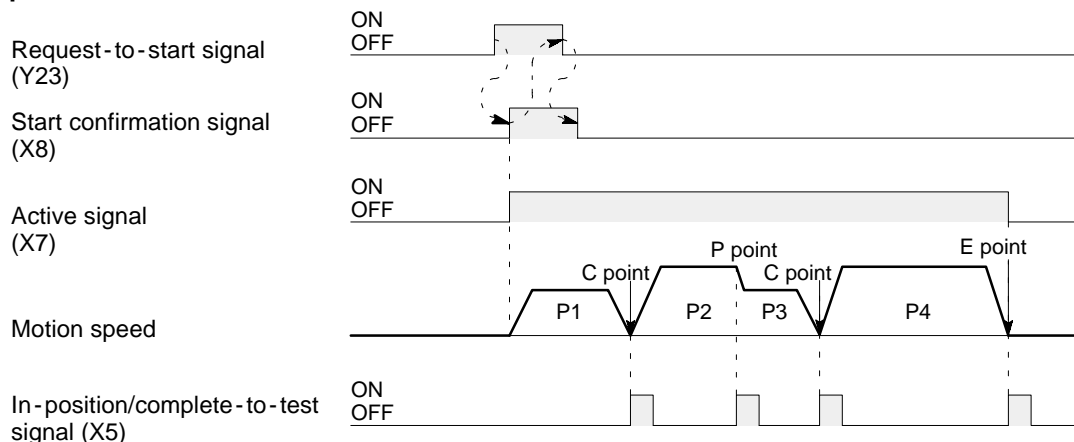 ON
Request-to-start signal
OFF
(Y23)
ON
Start confirmation signal
OFF
(X8)
ON
Active signal
OFF
(X7)
P point
E point
C point
C point
P1
P2
P3
P4
Motion speed
ON
In-position/complete-to-test
OFF
signal (X5)